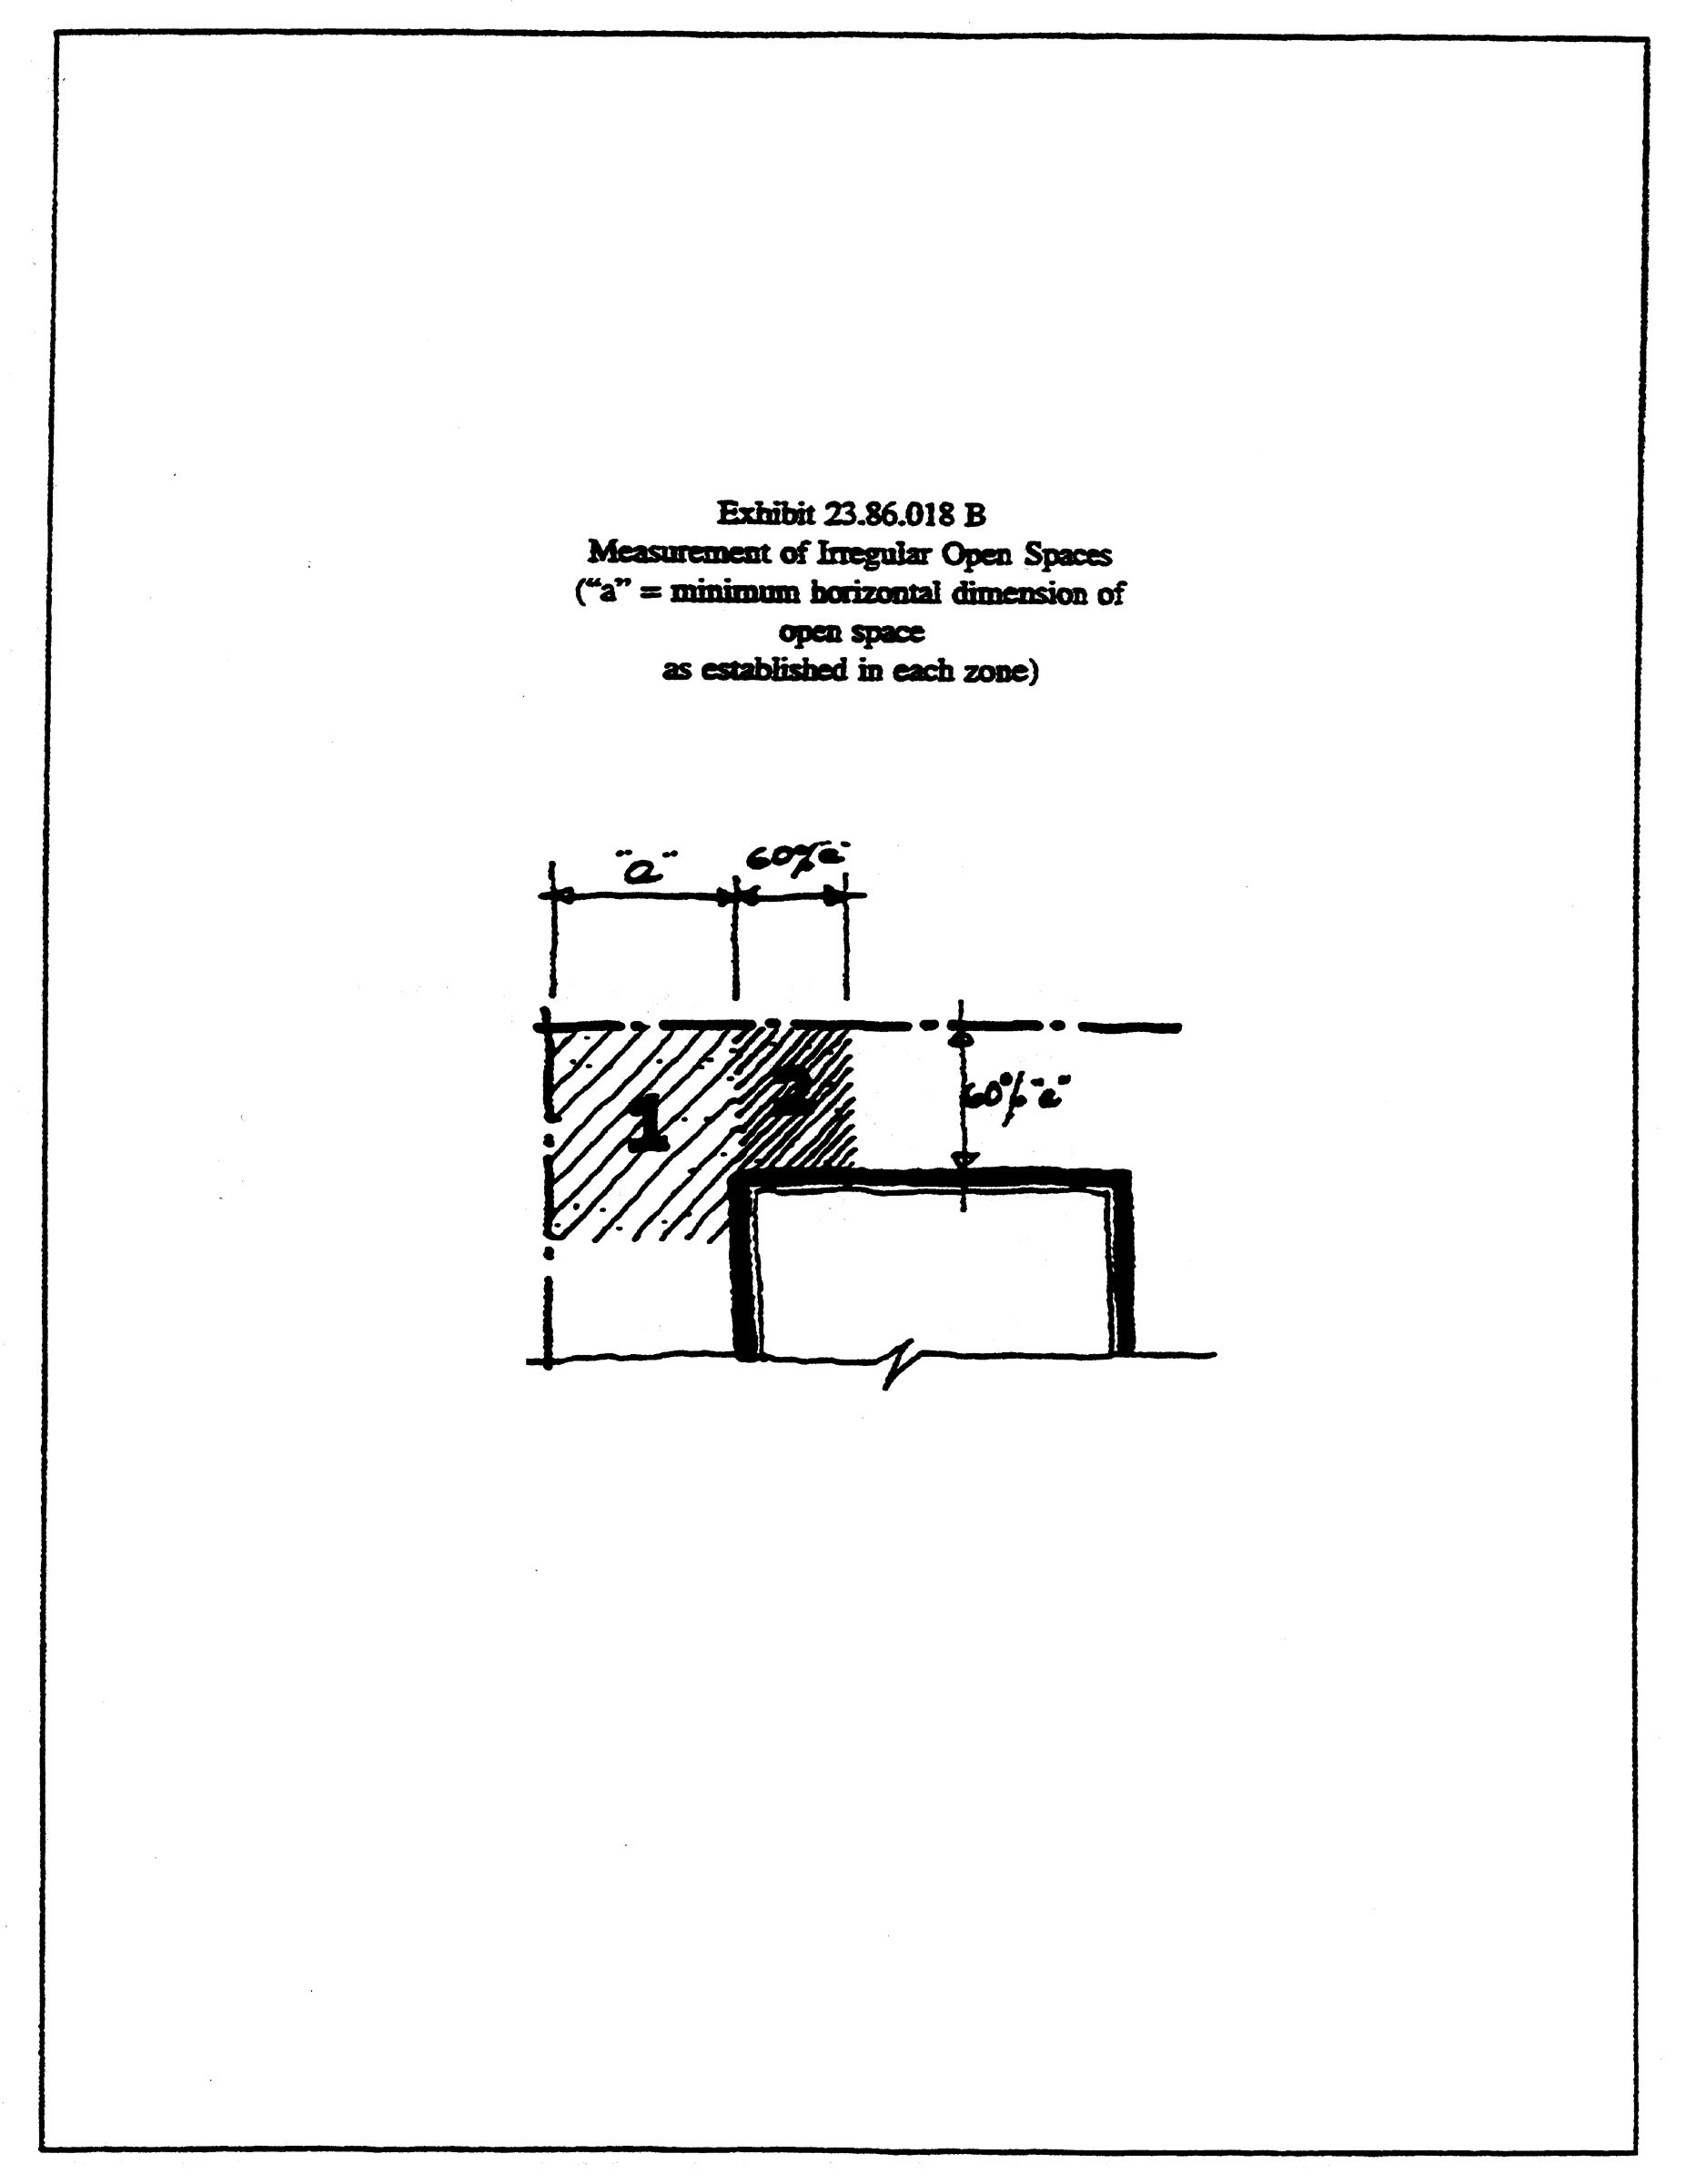 Exhibit 23.86.018 B
Measurement of Irregular Open Spaces
(“a” = minimum horizontal dimension of
open space
as established in each zone)
"a" 60%"a"
60%"a"
1
2